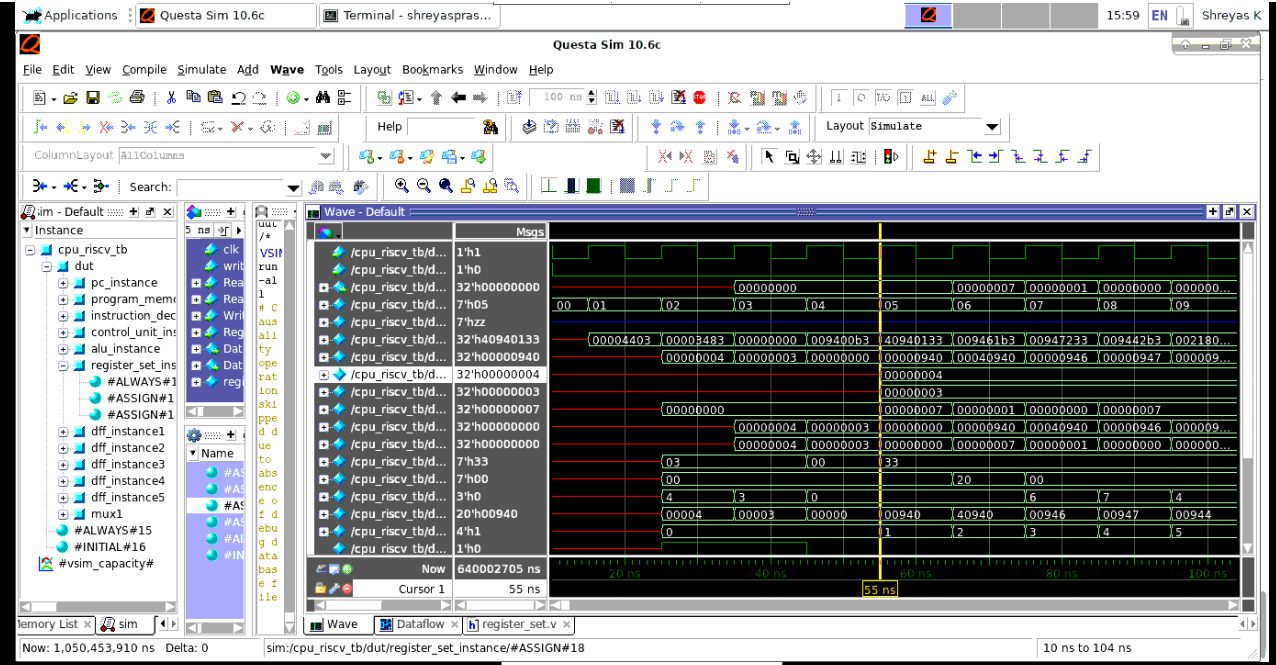 Applications Questa Sim 10.6c Terminal - shreyaspras... 15:59 EN Shreyas K
Questa Sim 10.6c
File Edit View Compile Simulate Add Wave Tools Layout Bookmarks Window Help
100 ns
Help Layout Simulate
ColumnLayout AllColumns
Search:
sim - Default Wave - Default
Instance 5 ns Msgs
cpu_riscv_tb
dut
pc_instance
program_memo
instruction_dec
control_unit_ins
alu_instance
register_set_ins
#ALWAYS#1
#ASSIGN#1
#ASSIGN#1
dff_instance1
dff_instance2
dff_instance3
dff_instance4
dff_instance5
mux1
#ALWAYS#15
#INITIAL#16
#vsim_capacity#
clk
writ
Rea
Rea
Writ
Reg
Dat
Dat
regi
Name
#AS
#AS
#AS
#AS
#AL
#IN
/*
VSIM
run
-al
l
# C
aus
ali
ty
ope
rat
ion
ski
ppe
d d
ue
to
abs
enc
e o
f d
ebu
g d
ata
bas
e f
ile
/cpu_riscv_tb/d... 1'h1
/cpu_riscv_tb/d... 1'h0
/cpu_riscv_tb/d... 32'h00000000 00000000 00000007 00000001 00000000 000000...
/cpu_riscv_tb/d... 7'h05 00 01 02 03 04 05 06 07 08 09
/cpu_riscv_tb/d... 7'hzz
/cpu_riscv_tb/d... 32'h40940133 00004403 00003483 00000000 009400b3 40940133 009461b3 00947233 009442b3 002180...
/cpu_riscv_tb/d... 32'h00000940 00000004 00000003 00000000 00000940 00040940 00000946 00000947 000009...
/cpu_riscv_tb/d... 32'h00000004 00000004
/cpu_riscv_tb/d... 32'h00000003 00000003
/cpu_riscv_tb/d... 32'h00000007 00000000 00000007 00000001 00000000 00000007
/cpu_riscv_tb/d... 32'h00000000 00000004 00000003 00000000 00000940 00040940 00000946 000009...
/cpu_riscv_tb/d... 32'h00000000 00000004 00000003 00000000 00000007 00000001 00000000 000000...
/cpu_riscv_tb/d... 7'h33 03 00 33
/cpu_riscv_tb/d... 7'h00 00 20 00
/cpu_riscv_tb/d... 3'h0 4 3 0 6 7 4
/cpu_riscv_tb/d... 20'h00940 00004 00003 00000 00940 40940 00946 00947 00944
/cpu_riscv_tb/d... 4'h1 0 1 2 3 4 5
/cpu_riscv_tb/d... 1'h0
Now 640002705 ns 20 ns 40 ns 60 ns 80 ns 100 ns
Cursor 1 55 ns 55 ns
Memory List sim Wave Dataflow register_set.v
Now: 1,050,453,910 ns Delta: 0 sim:/cpu_riscv_tb/dut/register_set_instance/#ASSIGN#18 10 ns to 104 ns